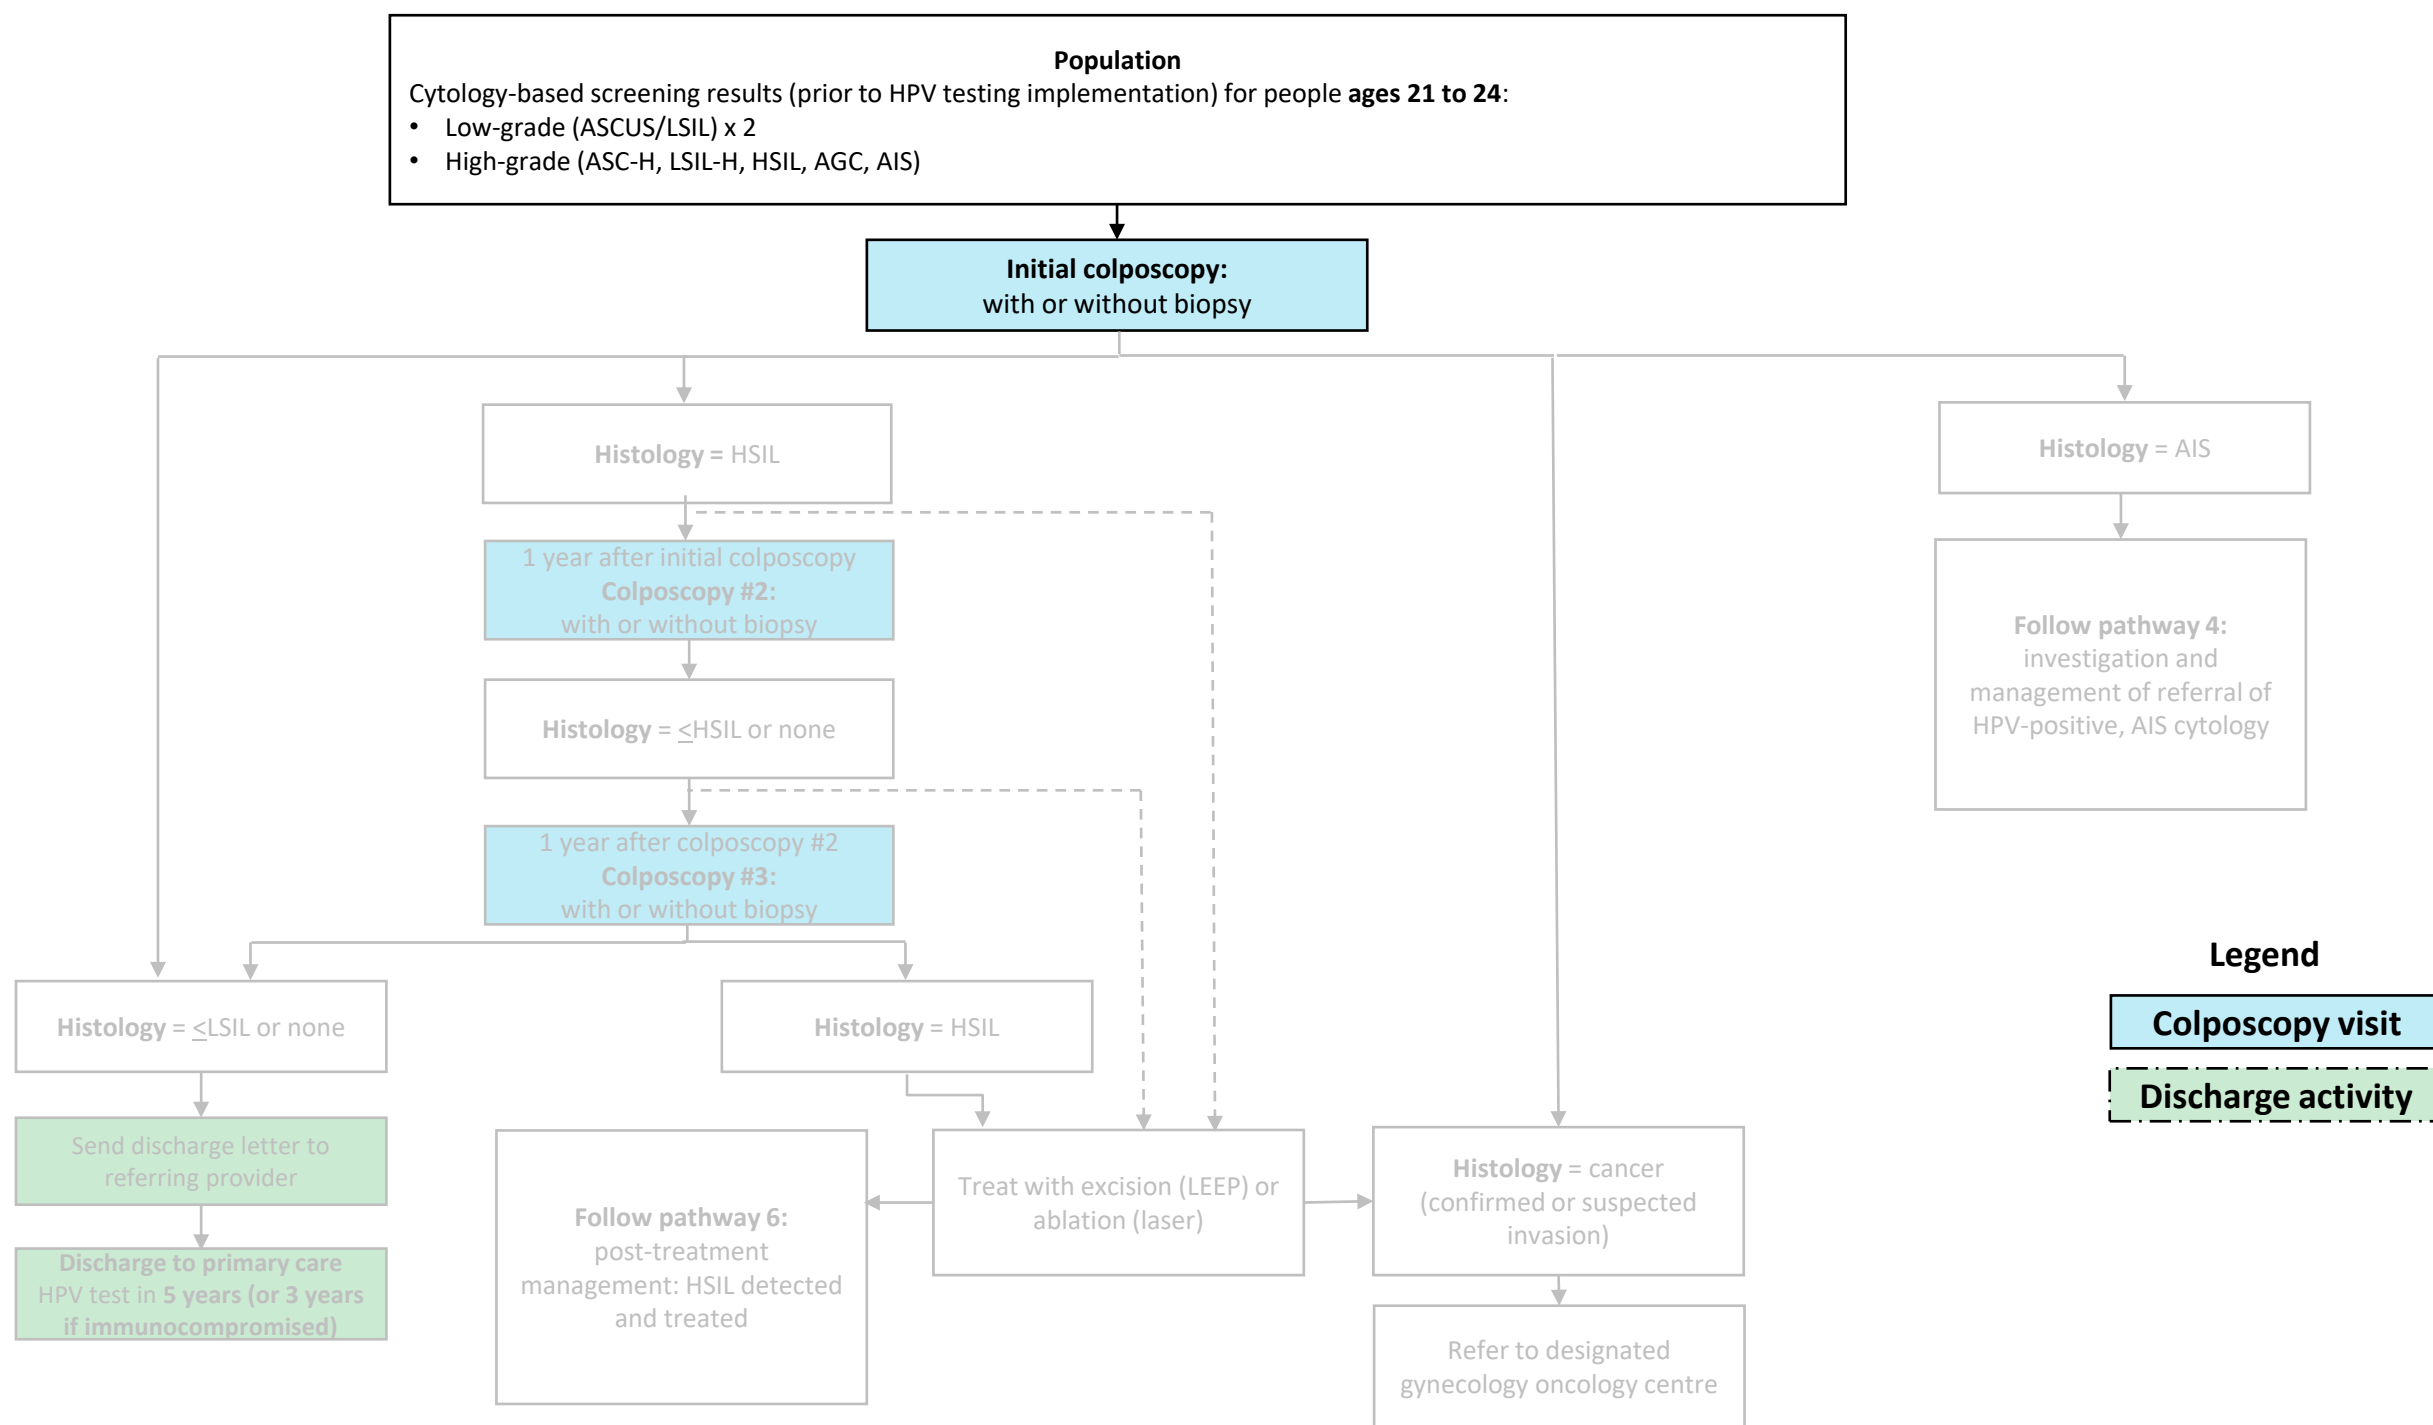 Population
Cytology-based screening results (prior to HPV testing implementation) for people ages 21 to 24:
• Low-grade (ASCUS/LSIL) x 2
• High-grade (ASC-H, LSIL-H, HSIL, AGC, AIS)
Initial colposcopy:
with or without biopsy
Histology = HSIL
Histology = AIS
1 year after initial colposcopy
Colposcopy #2:
with or without biopsy
Follow pathway 4:
investigation and
management of referral of
HPV-positive, AIS cytology
Histology = <HSIL or none
1 year after colposcopy #2
Colposcopy #3:
with or without biopsy
Histology = <LSIL or none
Histology = HSIL
Legend
Colposcopy visit
Discharge activity
Send discharge letter to
referring provider
Discharge to primary care
HPV test in 5 years (or 3 years
if immunocompromised)
Follow pathway 6:
post-treatment
management: HSIL detected
and treated
Treat with excision (LEEP) or
ablation (laser)
Histology = cancer
(confirmed or suspected
invasion)
Refer to designated
gynecology oncology centre